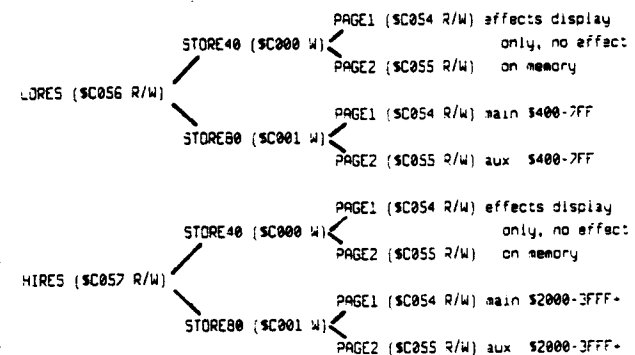 PAGE1 ($C054 R/W) effects display
STORE40 ($C000 W) only, no effect
PAGE2 ($C055 R/W) on memory
LORES ($C056 R/W)
PAGE1 ($C054 R/W) main $400-7FF
STORE80 ($C001 W)
PAGE2 ($C055 R/W) aux $400-7FF
PAGE1 ($C054 R/W) effects display
STORE40 ($C000 W) only, no effect
PAGE2 ($C055 R/W) on memory
HIRES ($C057 R/W)
PAGE1 ($C054 R/W) main $2000-3FFF+
STORE80 ($C001 W)
PAGE2 ($C055 R/W) aux $2000-3FFF+